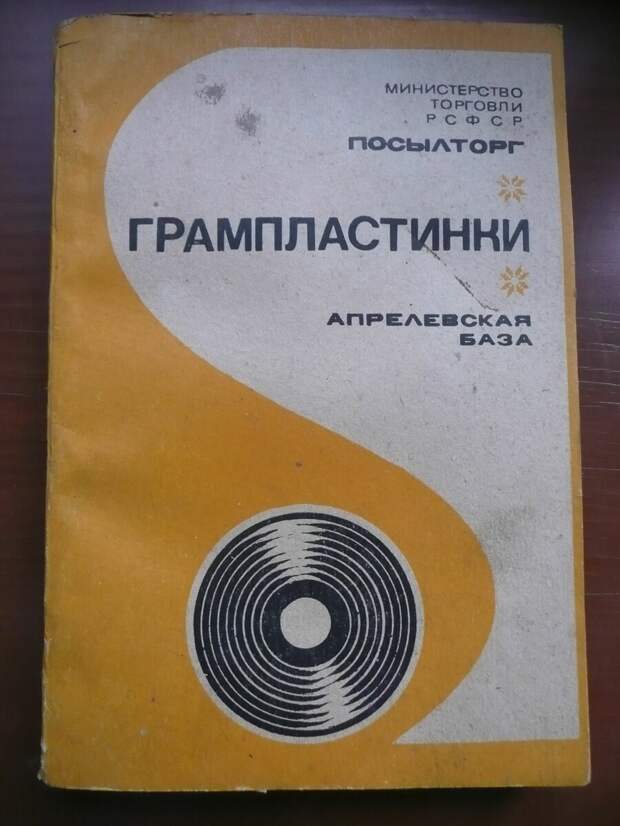 МИНИСТЕРСТВО
ТОРГОВЛИ
РСФСР
ПОСЫЛТОРГ
ГРАМПЛАСТИНКИ
АПРЕЛЕВСКАЯ
БАЗА